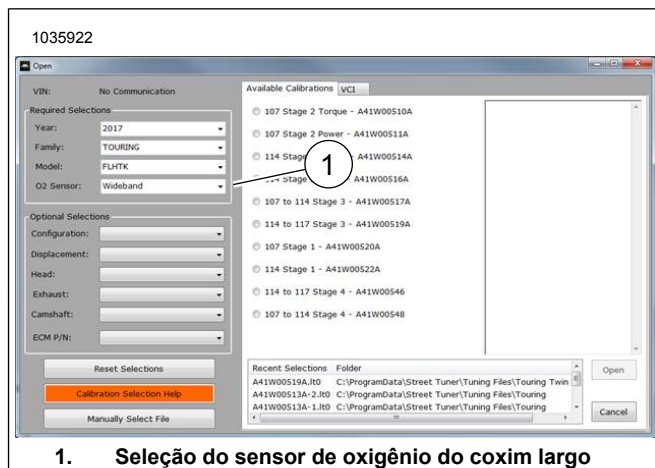 1035922
Open
VIN: No Communication
Required Selections
Year: 2017
Family: TOURING
Model: FLHTK
O2 Sensor: Wideband
Optional Selections
Configuration:
Displacement:
Head:
Exhaust:
Camshaft:
ECM P/N:
Reset Selections
Calibration Selection Help
Manually Select File
Available Calibrations VCI
107 Stage 2 Torque - A41W00510A
107 Stage 2 Power - A41W00511A
114 Stage A41W00514A
Stage A41W00516A
107 to 114 Stage 3 - A41W00517A
114 to 117 Stage 3 - A41W00519A
107 Stage 1 - A41W00520A
114 Stage 1 - A41W00522A
114 to 117 Stage 4 - A41W00546
107 to 114 Stage 4 - A41W00548
1
Recent Selections Folder
A41W00519A.lt0 C:\ProgramData\Street Tuner\Tuning Files\Touring Twin
A41W00513A-2.lt0 C:\ProgramData\Street Tuner\Tuning Files\Touring
A41W00513A-1.lt0 C:\ProgramData\Street Tuner\Tuning Files\Touring
Open
Cancel
1. Seleção do sensor de oxigênio do coxim largo